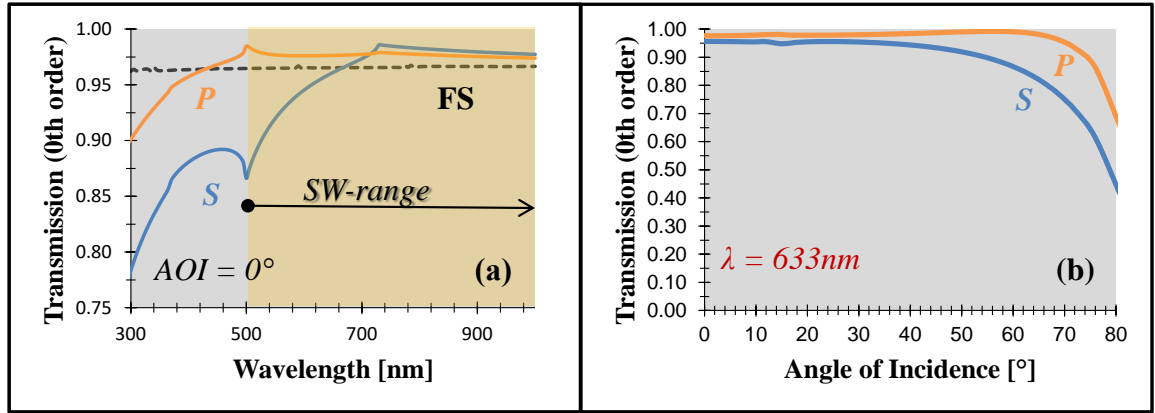 Transmission (0th order)
1.00
0.95
0.90
0.85
0.80
0.75
P
S
FS
SW-range
AOI = 0°
(a)
300
500
700
900
Wavelength [nm]
Transmission (0th order)
1.00
0.90
0.80
0.70
0.60
0.50
0.40
0.30
0.20
0.10
0.00
P
S
λ = 633nm
(b)
0
10
20
30
40
50
60
70
80
Angle of Incidence [°]